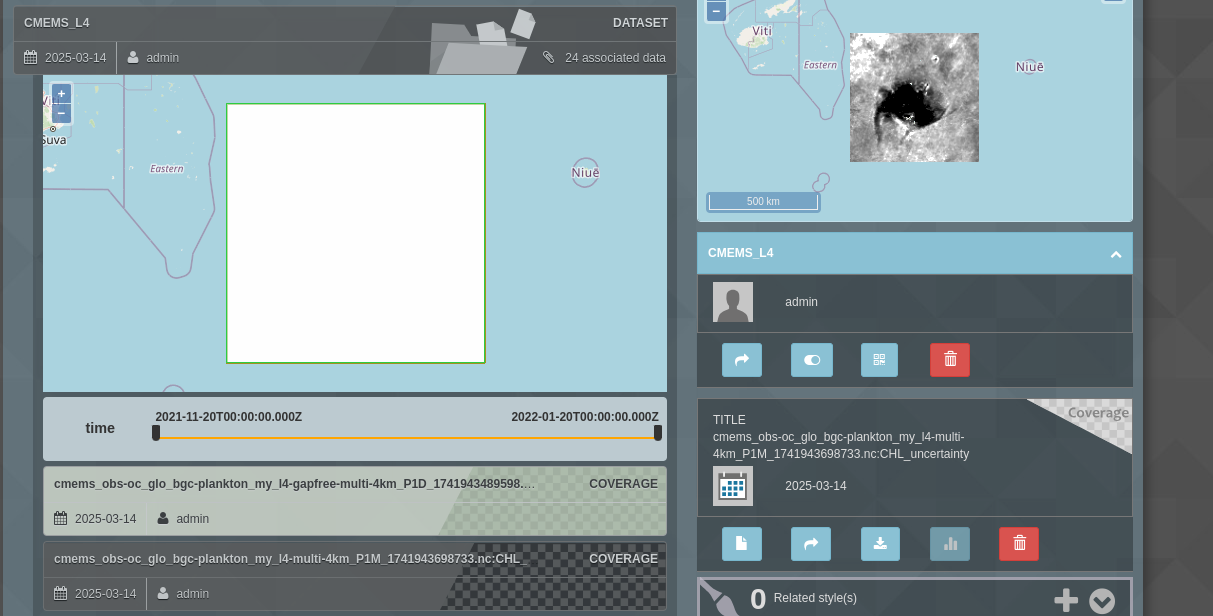 CMEMS_L4
DATASET
2025-03-14
admin
24 associated data
+
−
Viti
Suva
Eastern
Niuē
time
2021-11-20T00:00:00.000Z
2022-01-20T00:00:00.000Z
cmems_obs-oc_glo_bgc-plankton_my_l4-gapfree-multi-4km_P1D_1741943489598....
COVERAGE
2025-03-14
admin
cmems_obs-oc_glo_bgc-plankton_my_l4-multi-4km_P1M_1741943698733.nc:CHL_
COVERAGE
2025-03-14
admin
−
Viti
Eastern
Niuē
500 km
CMEMS_L4
admin
Coverage
TITLE
cmems_obs-oc_glo_bgc-plankton_my_l4-multi-
4km_P1M_1741943698733.nc:CHL_uncertainty
2025-03-14
0 Related style(s)